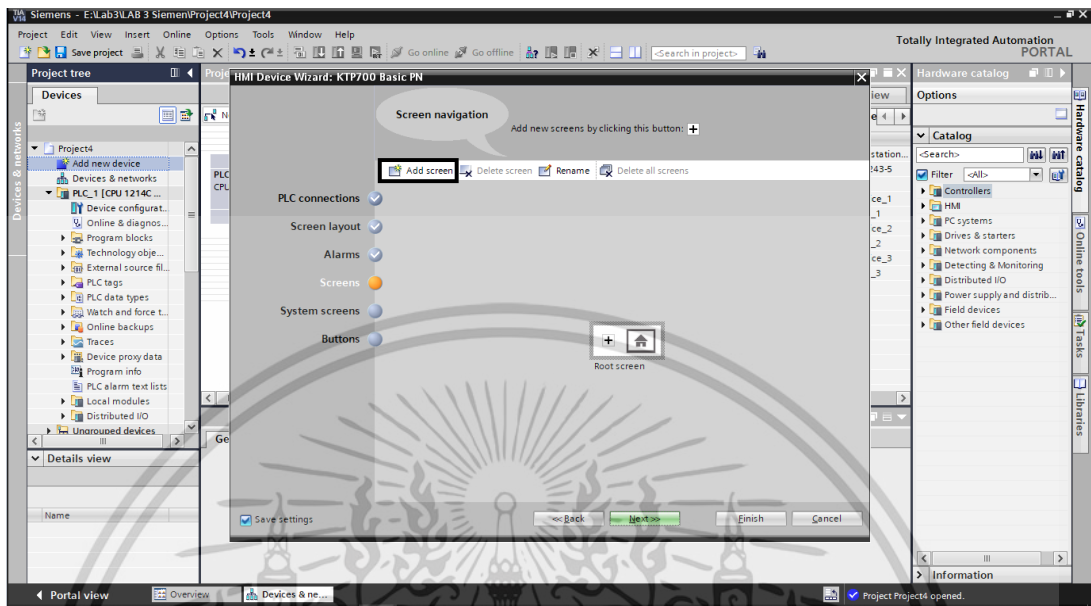 Siemens - E:\Lab3\LAB 3 Siemen\Project4\Project4
Project Edit View Insert Online Options Tools Window Help
Save project Go online Go offline <Search in project>
Totally Integrated Automation
PORTAL
Project tree
Devices
Devices & networks
Project4
Add new device
Devices & networks
PLC_1 [CPU 1214C ...
Device configurat...
Online & diagnos...
Program blocks
Technology obje...
External source fil...
PLC tags
PLC data types
Watch and force t...
Online backups
Traces
Device proxy data
Program info
PLC alarm text lists
Local modules
Distributed I/O
Ungrouped devices
Details view
Name
HMI Device Wizard: KTP700 Basic PN
Screen navigation
Add new screens by clicking this button:
Add screen Delete screen Rename Delete all screens
PLC connections
Screen layout
Alarms
Screens
System screens
Buttons
Root screen
Save settings
<< Back Next >> Finish Cancel
Hardware catalog
Options
Catalog
<Search>
Filter <All>
Controllers
HMI
PC systems
Drives & starters
Network components
Detecting & Monitoring
Distributed I/O
Power supply and distrib...
Field devices
Other field devices
Information
Hardware catalog
Online tools
Tasks
Libraries
Portal view Overview Devices & ne...
Project Project4 opened.